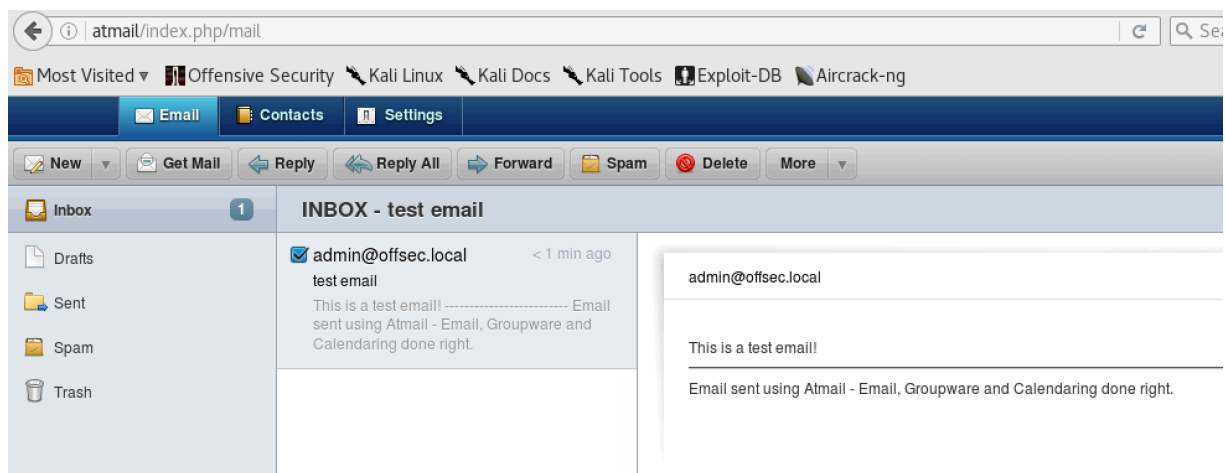 atmail/index.php/mail Sea
Most Visited Offensive Security Kali Linux Kali Docs Kali Tools Exploit-DB Aircrack-ng
Email Contacts Settings
New Get Mail Reply Reply All Forward Spam Delete More
Inbox 1
Drafts
Sent
Spam
Trash
INBOX - test email
admin@offsec.local < 1 min ago
test email
This is a test email! ------------------------- Email
sent using Atmail - Email, Groupware and
Calendaring done right.
admin@offsec.local
This is a test email!
Email sent using Atmail - Email, Groupware and Calendaring done right.